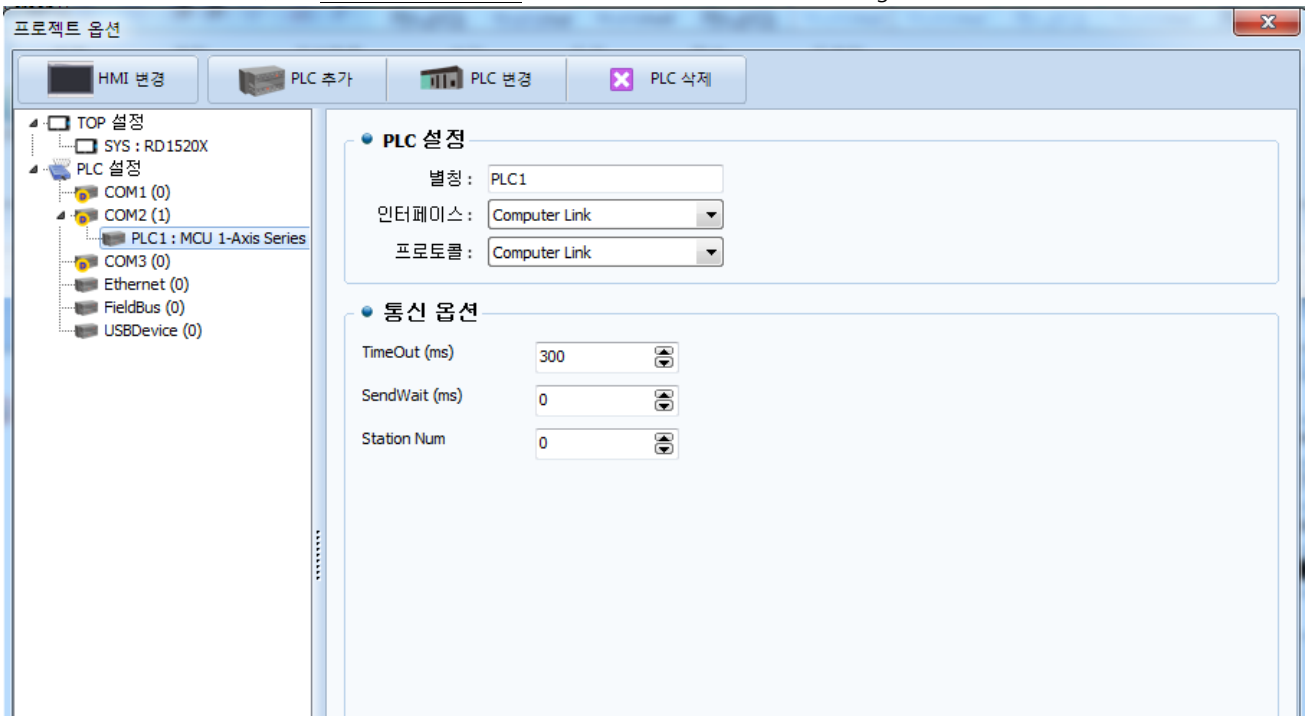 프로젝트 옵션
HMI 변경
PLC 추가
PLC 변경
PLC 삭제
TOP 설정
SYS : RD1520X
PLC 설정
COM1 (0)
COM2 (1)
PLC1 : MCU 1-Axis Series
COM3 (0)
Ethernet (0)
FieldBus (0)
USBDevice (0)
PLC 설정
별칭 : PLC1
인터페이스 : Computer Link
프로토콜 : Computer Link
통신 옵션
TimeOut (ms) 300
SendWait (ms) 0
Station Num 0